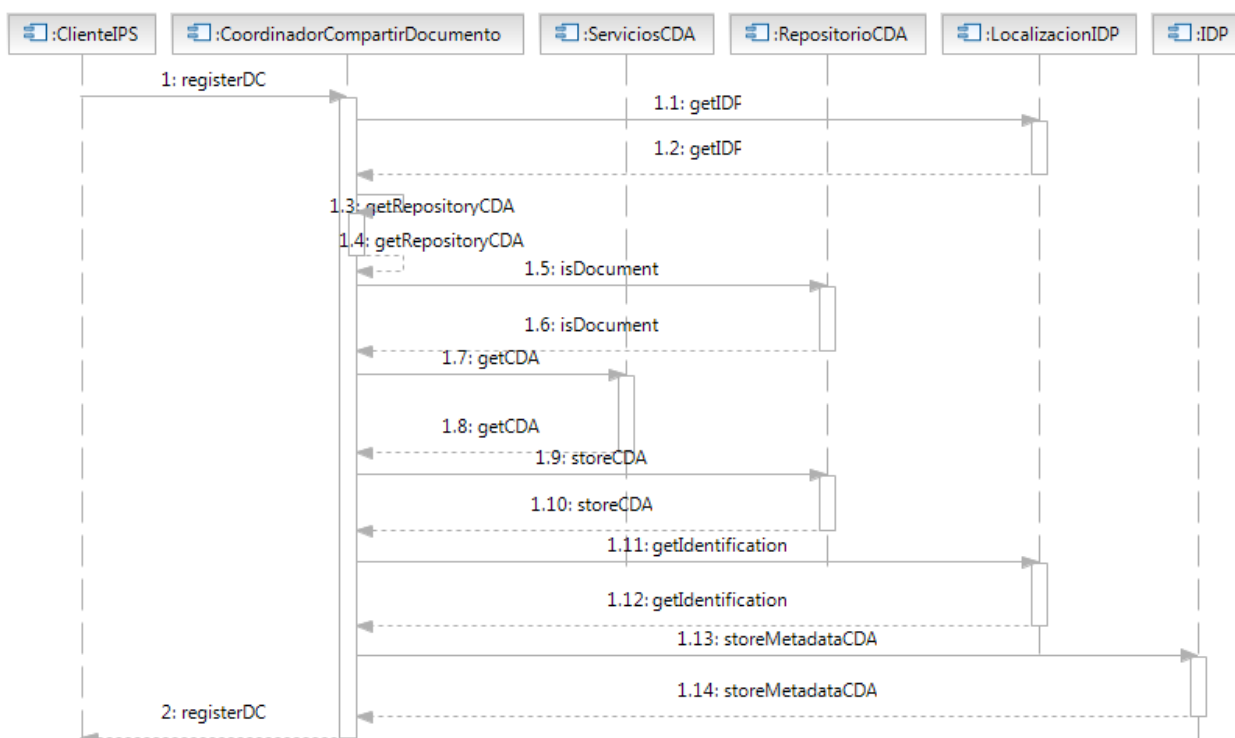 :ClienteIPS
:CoordinadorCompartirDocumento
:ServiciosCDA
:RepositorioCDA
:LocalizacionIDP
:IDP
1: registerDC
1.1: getIDP
1.2: getIDP
1.3: getRepositoryCDA
1.4: getRepositoryCDA
1.5: isDocument
1.6: isDocument
1.7: getCDA
1.8: getCDA
1.9: storeCDA
1.10: storeCDA
1.11: getIdentification
1.12: getIdentification
1.13: storeMetadataCDA
1.14: storeMetadataCDA
2: registerDC